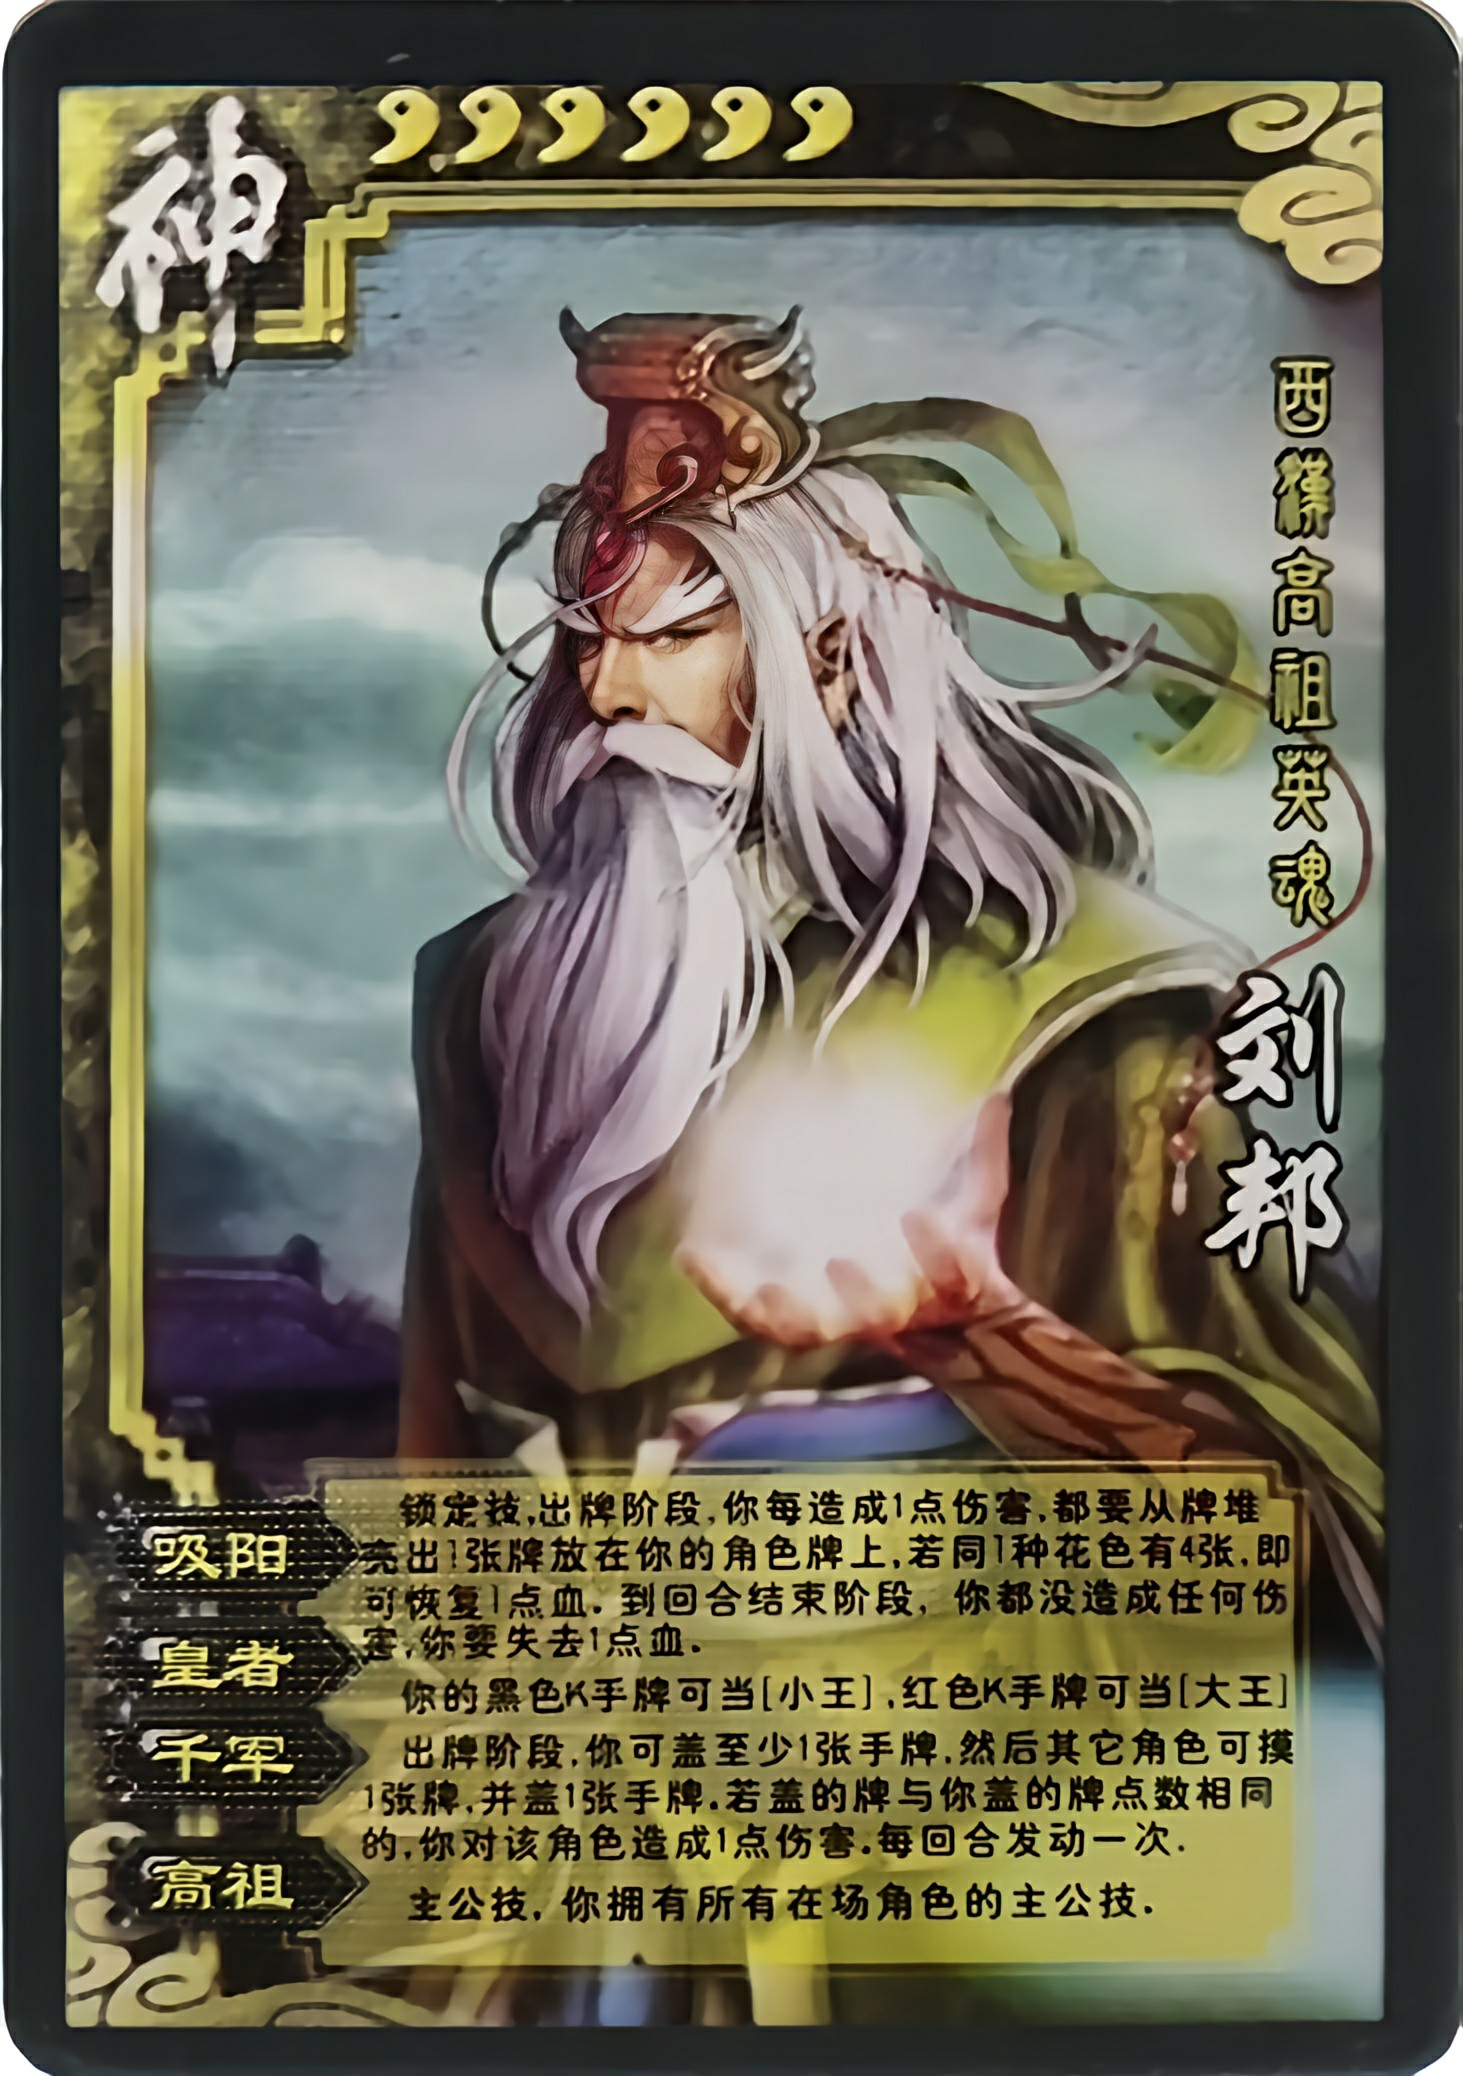 神
西漢高祖英魂
刘邦
吸阳
锁定技,出牌阶段,你每造成1点伤害,都要从牌堆
亮出1张牌放在你的角色牌上,若同1种花色有4张,即
可恢复1点血.到回合结束阶段,你都没造成任何伤
害,你要失去1点血.
皇者
你的黑色K手牌可当[小王],红色K手牌可当[大王]
千军
出牌阶段,你可盖至少1张手牌,然后其它角色可摸
1张牌,并盖1张手牌.若盖的牌与你盖的牌点数相同
的,你对该角色造成1点伤害.每回合发动一次.
高祖
主公技,你拥有所有在场角色的主公技.